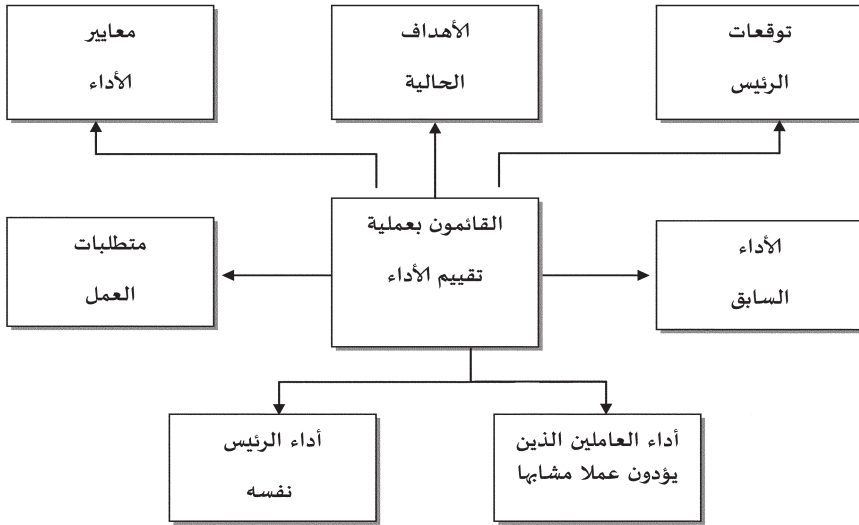 توقعات
الرئيس
الأهداف
الحالية
معايير
الأداء
القائمون بعملية
تقييم الأداء
الأداء
السابق
متطلبات
العمل
أداء العاملين الذين
يؤدون عملا مشابها
أداء الرئيس
نفسه